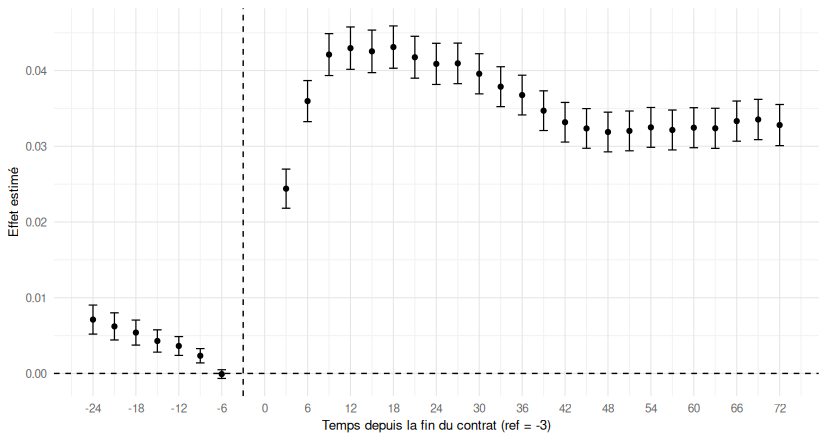 Effet estimé
0.04
0.03
0.02
0.01
0.00
-24 -18 -12 -6 0 6 12 18 24 30 36 42 48 54 60 66 72
Temps depuis la fin du contrat (ref = -3)